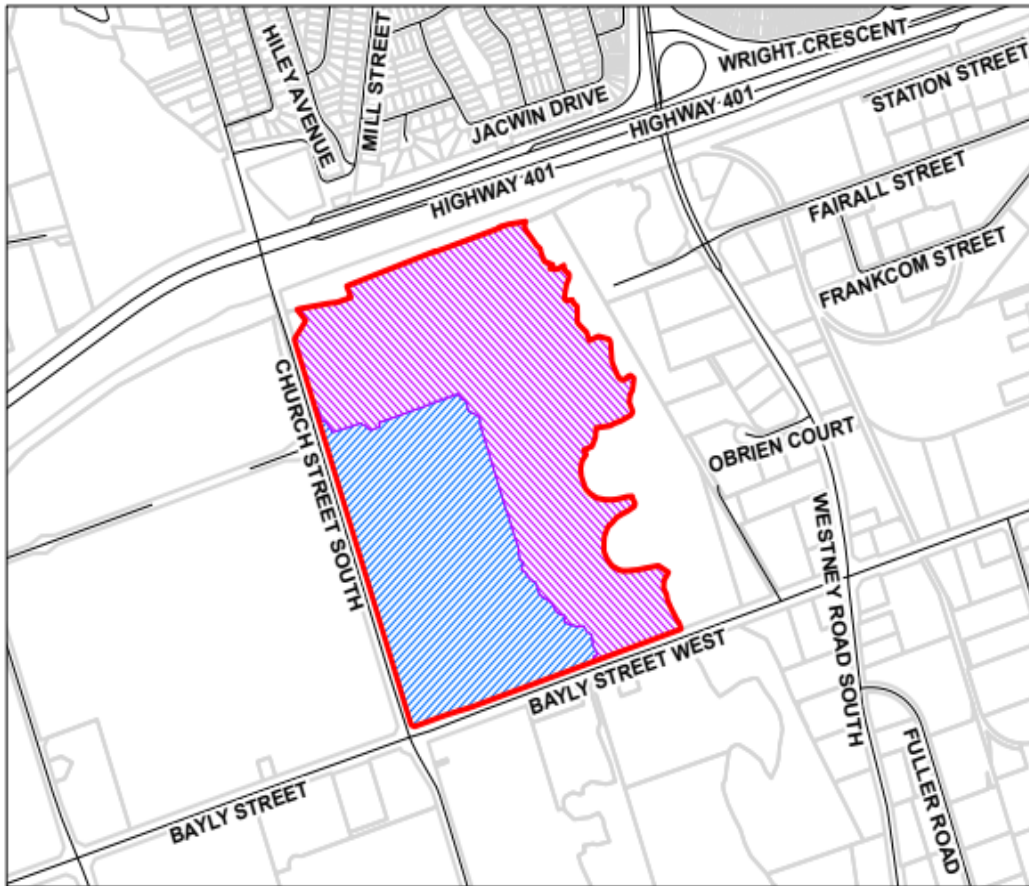 HILEY AVENUE
MILL STREET
WRIGHT CRESCENT
JACWIN DRIVE
HIGHWAY 401
STATION STREET
HIGHWAY 401
FAIRALL STREET
FRANKCOM STREET
CHURCH STREET SOUTH
OBRIEN COURT
WESTNEY ROAD SOUTH
BAYLY STREET WEST
FULLER ROAD
BAYLY STREET